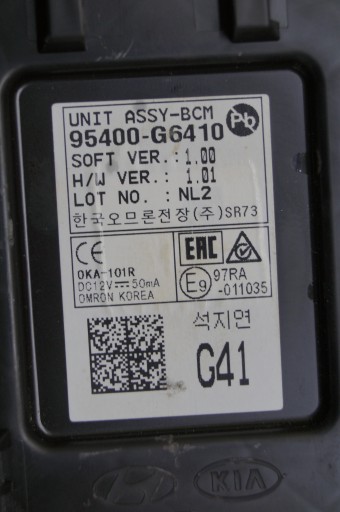 UNIT ASSY-BCM
95400-G6410 Pb
SOFT VER. : 1.00
H/W VER. : 1.01
LOT NO. : NL2
한국오므론전장(주) SR73
CE EAC
OKA-101R
DC12V ⎓ 50mA
OMRON KOREA
E9 97RA
-011035
석지연
G41
KIA